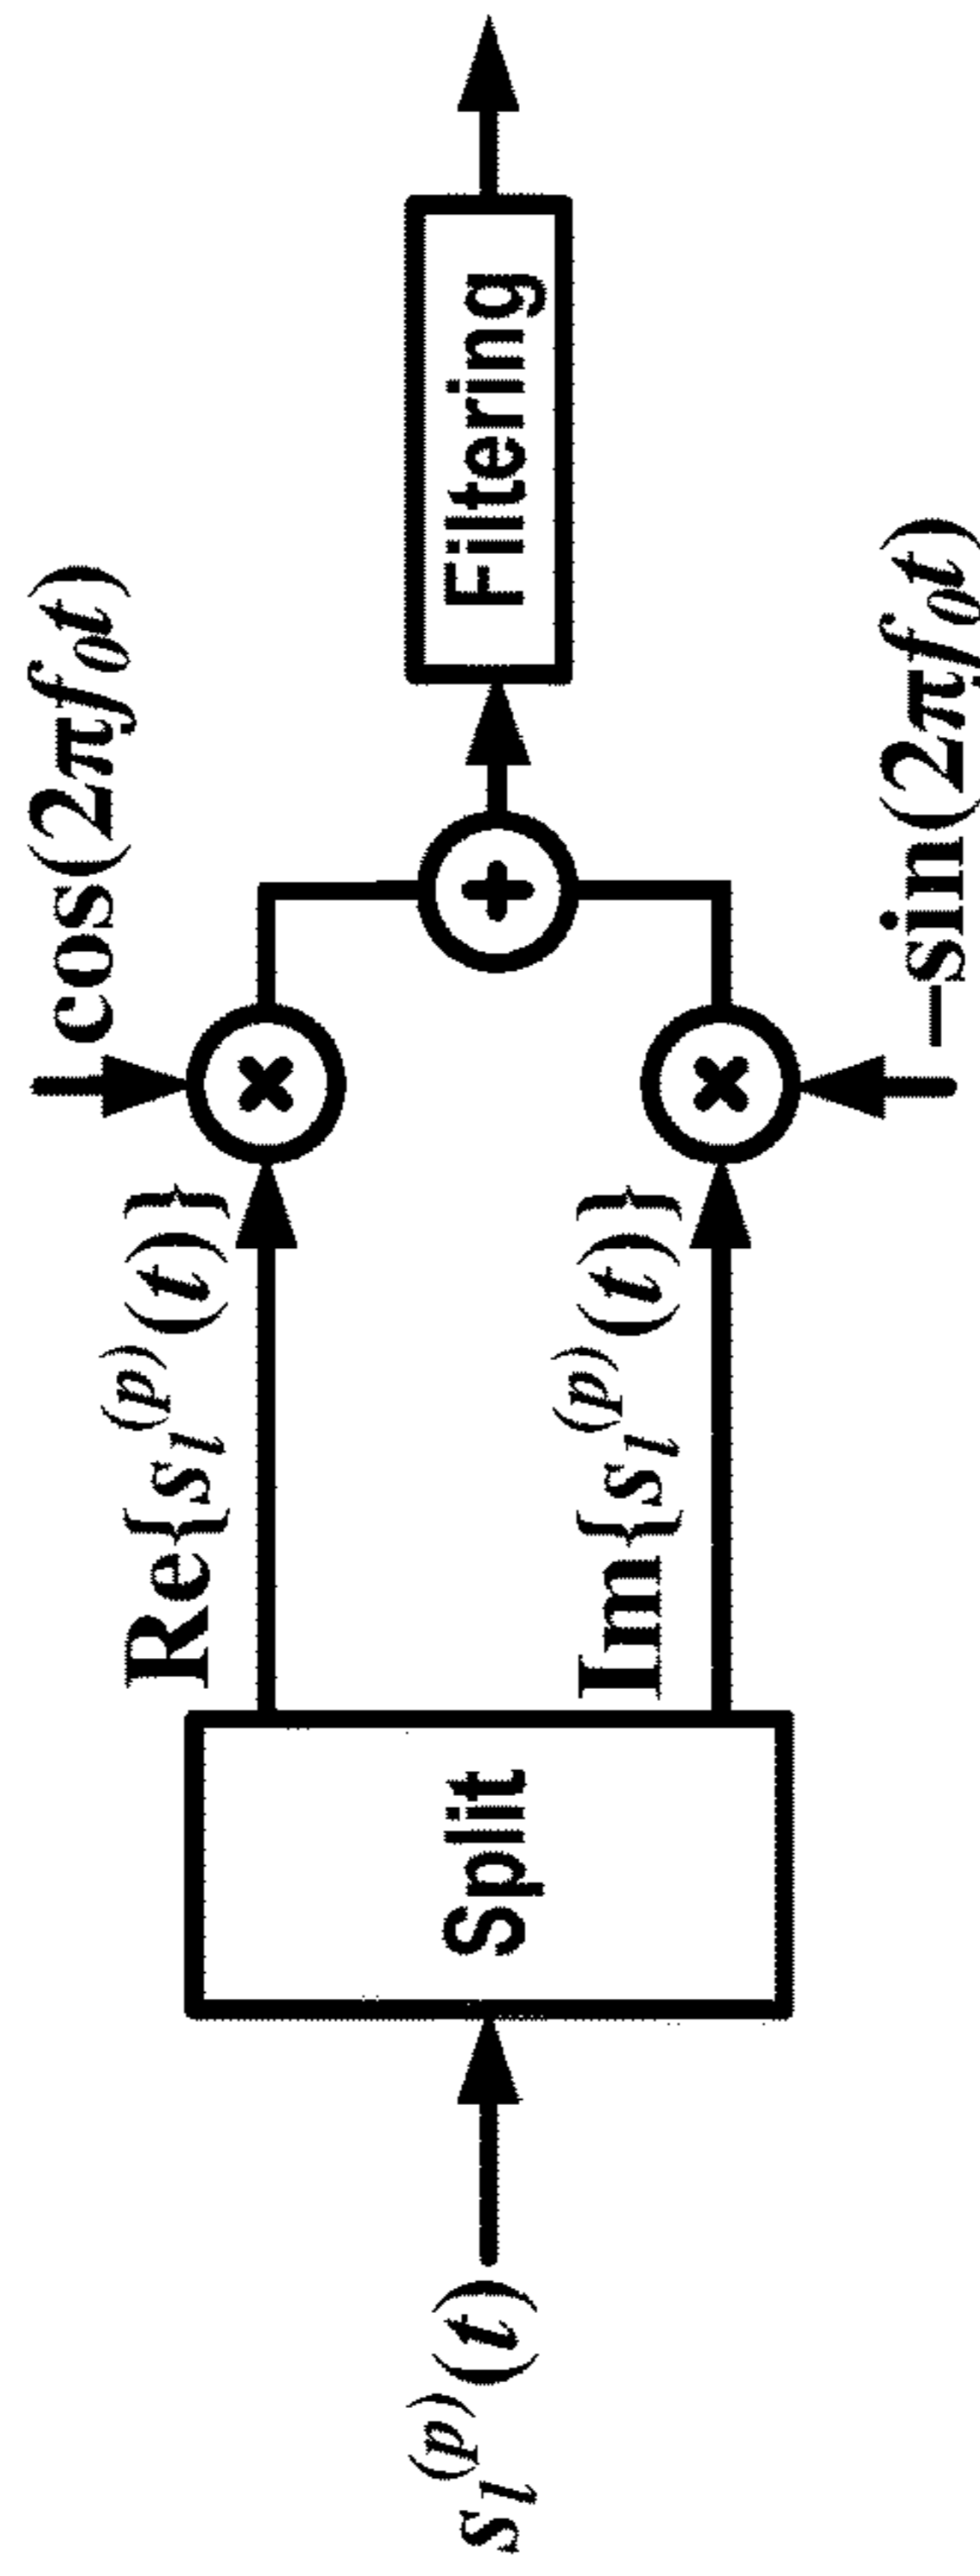 s_l^(p)(t)
Split
Re{s_l^(p)(t)}
Im{s_l^(p)(t)}
cos(2πf_0t)
−sin(2πf_0t)
Filtering